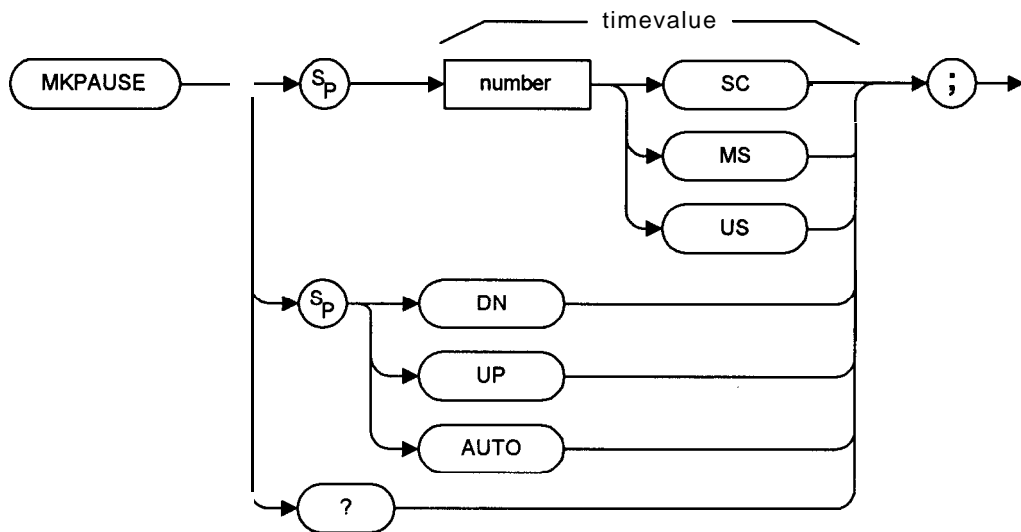 timevalue
MKPAUSE SP number SC ;
MS
US
SP DN
UP
AUTO
?